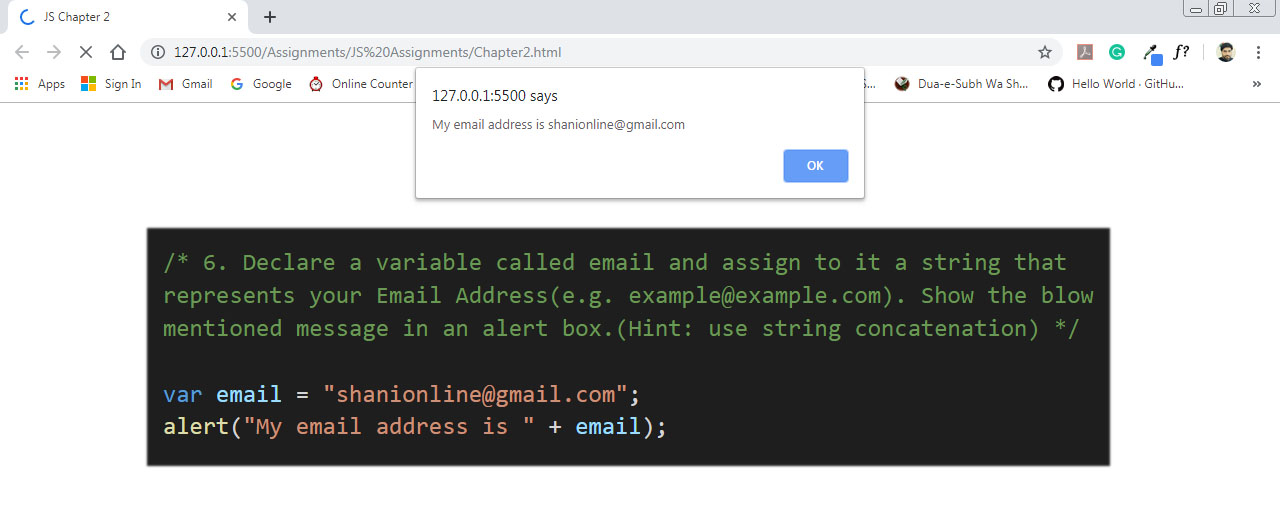 JS Chapter 2
127.0.0.1:5500/Assignments/JS%20Assignments/Chapter2.html
Apps Sign In Gmail Google Online Counter S... Dua-e-Subh Wa Sh... Hello World · GitHu... »
127.0.0.1:5500 says
My email address is shanionline@gmail.com
OK
/* 6. Declare a variable called email and assign to it a string that
represents your Email Address(e.g. example@example.com). Show the blow
mentioned message in an alert box.(Hint: use string concatenation) */
var email = "shanionline@gmail.com";
alert("My email address is " + email);